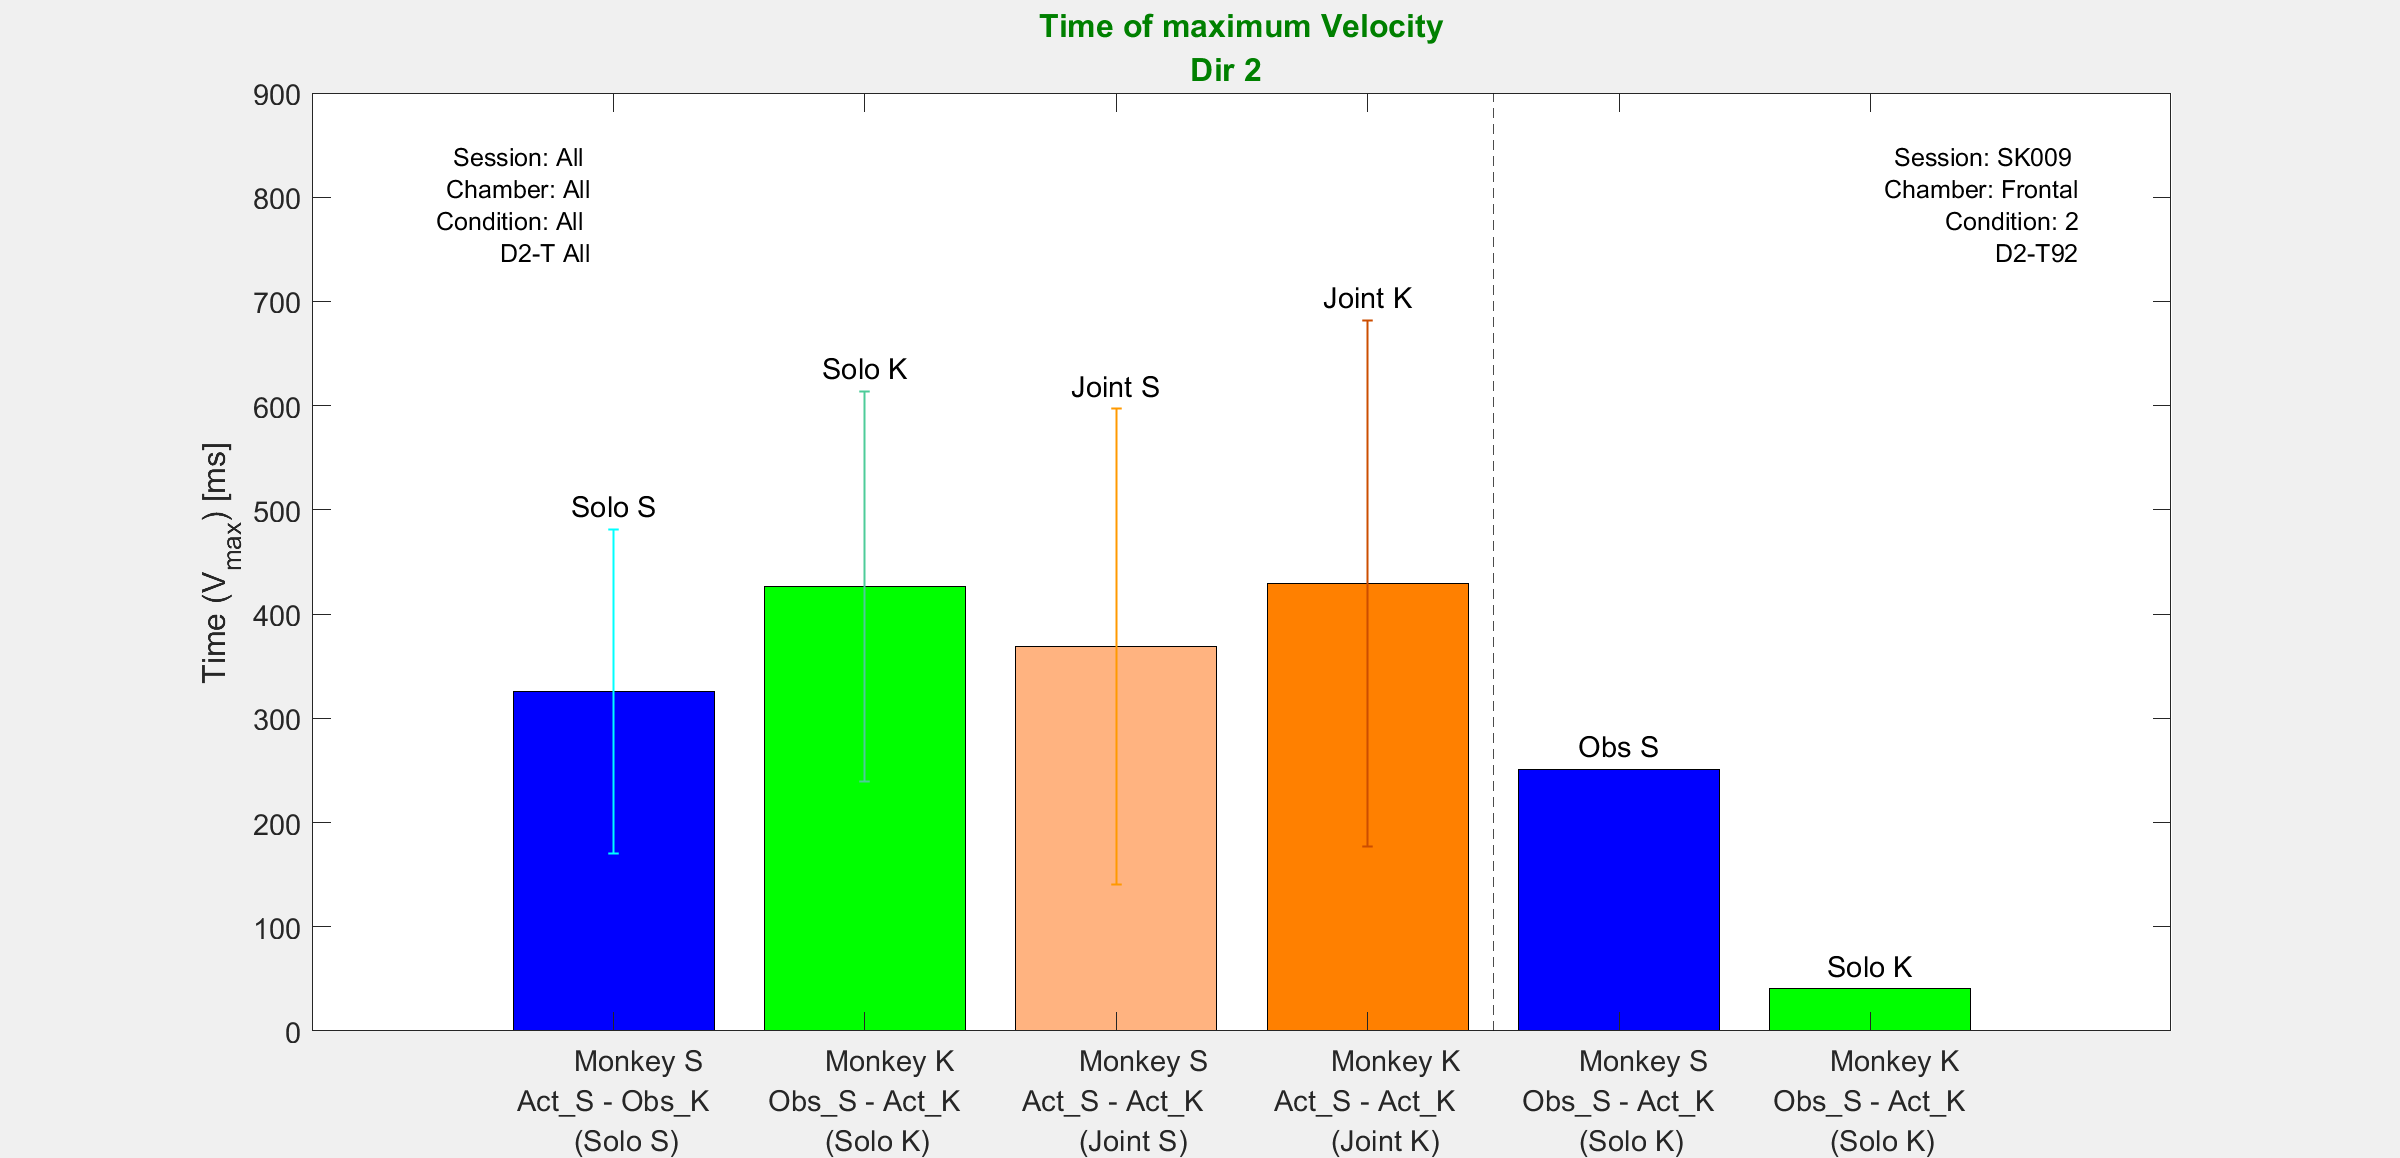 Time of maximum Velocity
Dir 2
900
800
700
600
500
400
300
200
100
0
Time (V_max) [ms]
Session: All
Chamber: All
Condition: All
D2-T All
Session: SK009
Chamber: Frontal
Condition: 2
D2-T92
Solo S
Solo K
Joint S
Joint K
Obs S
Solo K
Monkey S
Act_S - Obs_K
(Solo S)
Monkey K
Obs_S - Act_K
(Solo K)
Monkey S
Act_S - Act_K
(Joint S)
Monkey K
Act_S - Act_K
(Joint K)
Monkey S
Obs_S - Act_K
(Solo K)
Monkey K
Obs_S - Act_K
(Solo K)